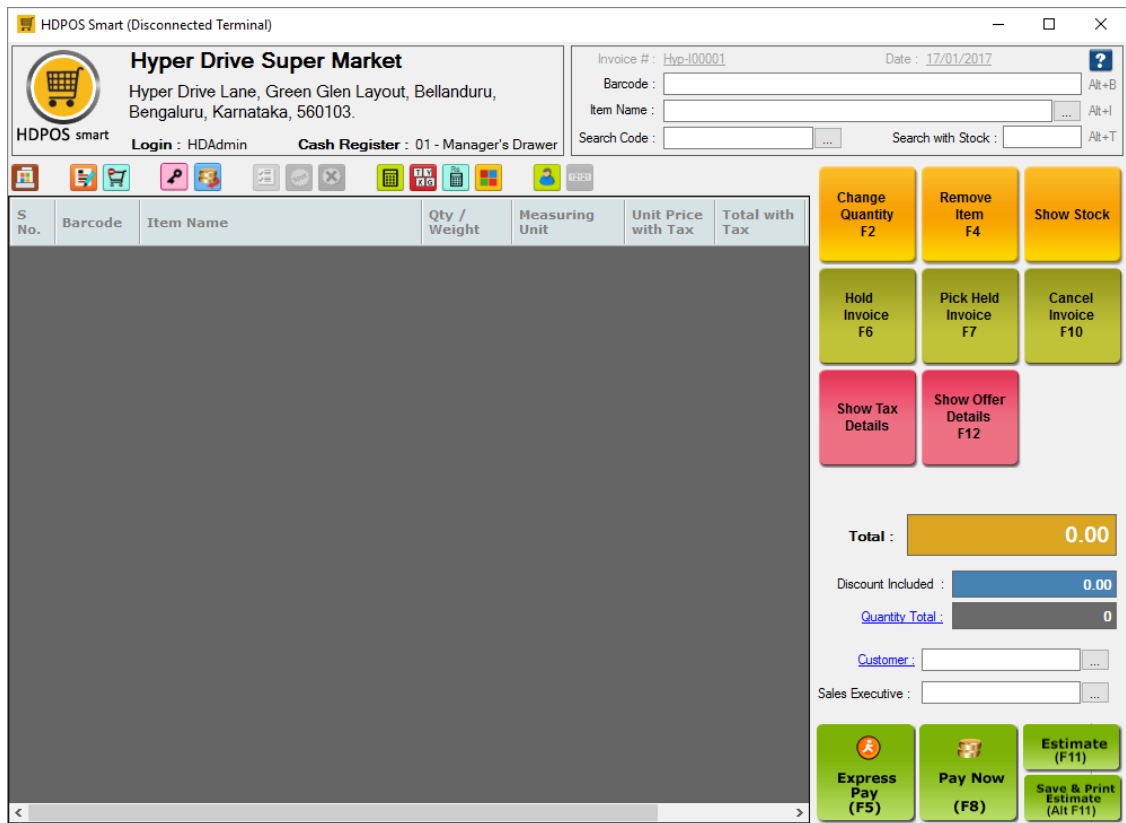 HDPOS Smart (Disconnected Terminal)
Hyper Drive Super Market
Hyper Drive Lane, Green Glen Layout, Bellanduru,
Bengaluru, Karnataka, 560103.
HDPOS smart
Login : HDAdmin Cash Register : 01 - Manager's Drawer
Invoice # : Hyp-I00001 Date : 17/01/2017 ?
Barcode : Alt+B
Item Name : ... Alt+I
Search Code : ... Search with Stock : Alt+T
S No. Barcode Item Name Qty / Weight Measuring Unit Unit Price with Tax Total with Tax
Change
Quantity
F2
Remove
Item
F4
Show Stock
Hold
Invoice
F6
Pick Held
Invoice
F7
Cancel
Invoice
F10
Show Tax
Details
Show Offer
Details
F12
Total : 0.00
Discount Included : 0.00
Quantity Total : 0
Customer : ...
Sales Executive : ...
Express
Pay
(F5)
Pay Now
(F8)
Estimate
(F11)
Save & Print
Estimate
(Alt F11)